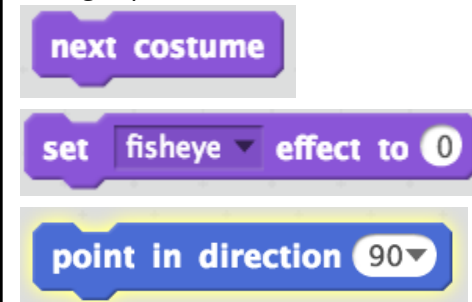 next costume
set fisheye effect to 0
point in direction 90